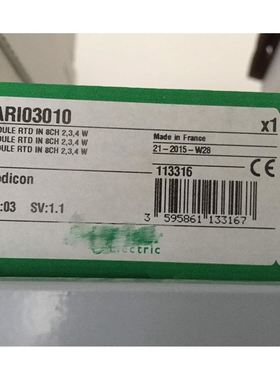 ARI03010
x1
DULE RTD IN 8CH 2,3,4 W
DULE RTD IN 8CH 2,3,4 W
DULE RTD IN 8CH 2,3,4 W
Made in France
21-2015-W28
113316
CE
dicon
:03 SV:1.1
3 595861 133167
Electric